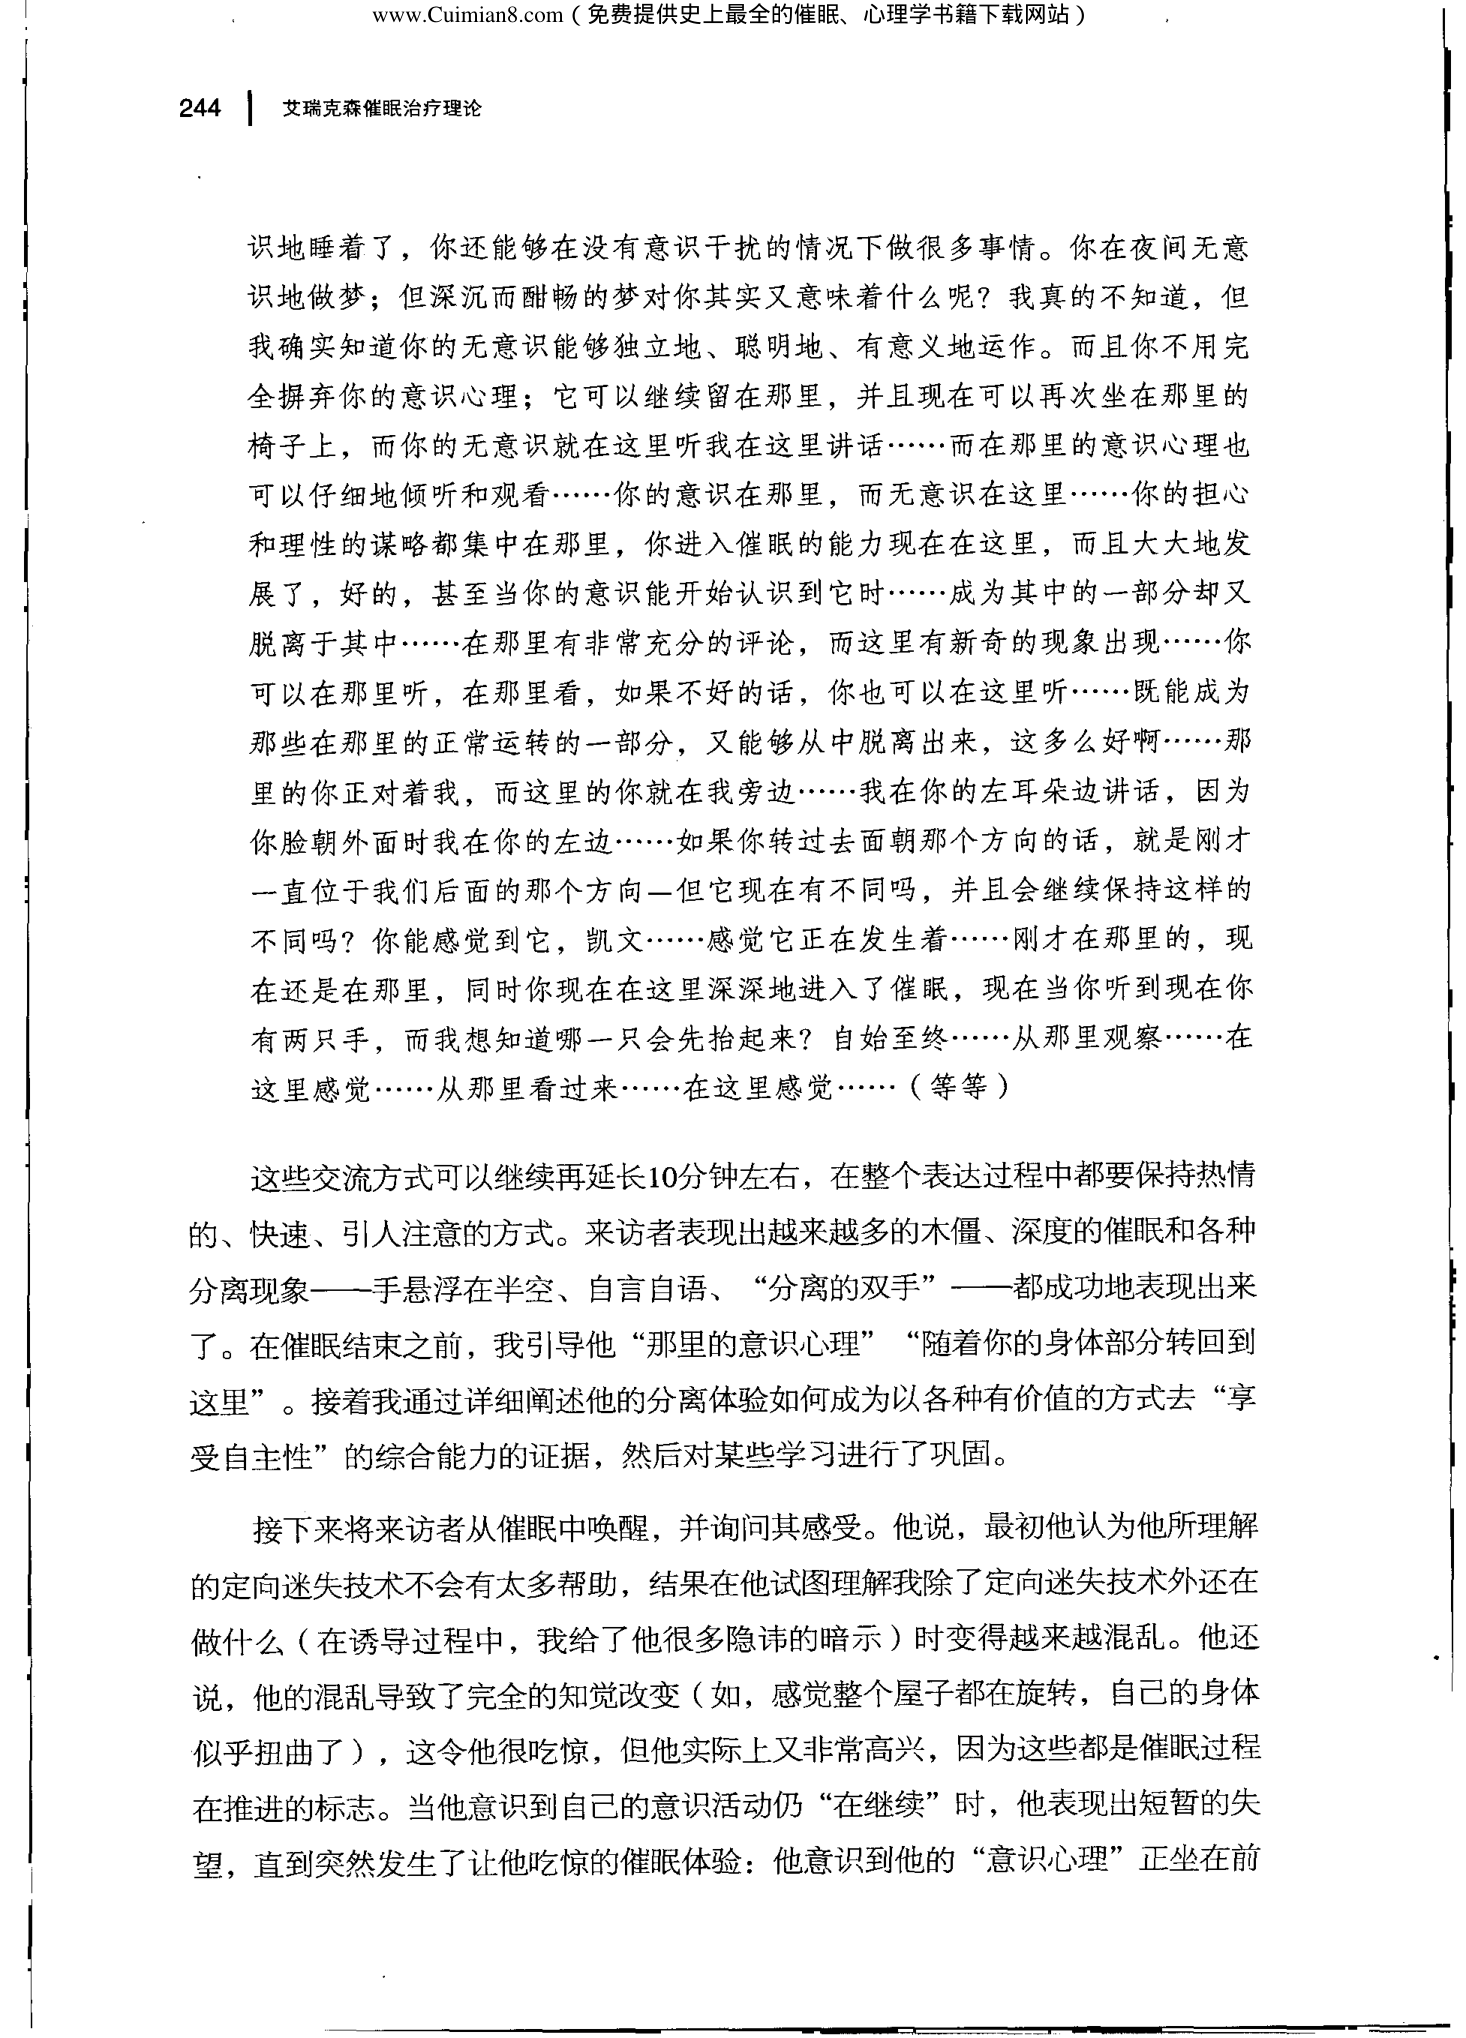 www.Cuimian8.com（免费提供史上最全的催眠、心理学书籍下载网站）
244 艾瑞克森催眠治疗理论
识地睡着了，你还能够在没有意识干扰的情况下做很多事情。你在夜间无意
识地做梦；但深沉而酣畅的梦对你其实又意味着什么呢？我真的不知道，但
我确实知道你的无意识能够独立地、聪明地、有意义地运作。而且你不用完
全摒弃你的意识心理；它可以继续留在那里，并且现在可以再次坐在那里的
椅子上，而你的无意识就在这里听我在这里讲话……而在那里的意识心理也
可以仔细地倾听和观看……你的意识在那里，而无意识在这里……你的担心
和理性的谋略都集中在那里，你进入催眠的能力现在在这里，而且大大地发
展了，好的，甚至当你的意识能开始认识到它时……成为其中的一部分却又
脱离于其中……在那里有非常充分的评论，而这里有新奇的现象出现……你
可以在那里听，在那里看，如果不好的话，你也可以在这里听……既能成为
那些在那里的正常运转的一部分，又能够从中脱离出来，这多么好啊……那
里的你正对着我，而这里的你就在我旁边……我在你的左耳朵边讲话，因为
你脸朝外面时我在你的左边……如果你转过去面朝那个方向的话，就是刚才
一直位于我们后面的那个方向—但它现在有不同吗，并且会继续保持这样的
不同吗？你能感觉到它，凯文……感觉它正在发生着……刚才在那里的，现
在还是在那里，同时你现在在这里深深地进入了催眠，现在当你听到现在你
有两只手，而我想知道哪一只会先抬起来？自始至终……从那里观察……在
这里感觉……从那里看过来……在这里感觉……（等等）
这些交流方式可以继续再延长10分钟左右，在整个表达过程中都要保持热情
的、快速、引人注意的方式。来访者表现出越来越多的木僵、深度的催眠和各种
分离现象——手悬浮在半空、自言自语、“分离的双手”——都成功地表现出来
了。在催眠结束之前，我引导他“那里的意识心理”“随着你的身体部分转回到
这里”。接着我通过详细阐述他的分离体验如何成为以各种有价值的方式去“享
受自主性”的综合能力的证据，然后对某些学习进行了巩固。
接下来将来访者从催眠中唤醒，并询问其感受。他说，最初他认为他所理解
的定向迷失技术不会有太多帮助，结果在他试图理解我除了定向迷失技术外还在
做什么（在诱导过程中，我给了他很多隐讳的暗示）时变得越来越混乱。他还
说，他的混乱导致了完全的知觉改变（如，感觉整个屋子都在旋转，自己的身体
似乎扭曲了），这令他很吃惊，但他实际上又非常高兴，因为这些都是催眠过程
在推进的标志。当他意识到自己的意识活动仍“在继续”时，他表现出短暂的失
望，直到突然发生了让他吃惊的催眠体验：他意识到他的“意识心理”正坐在前